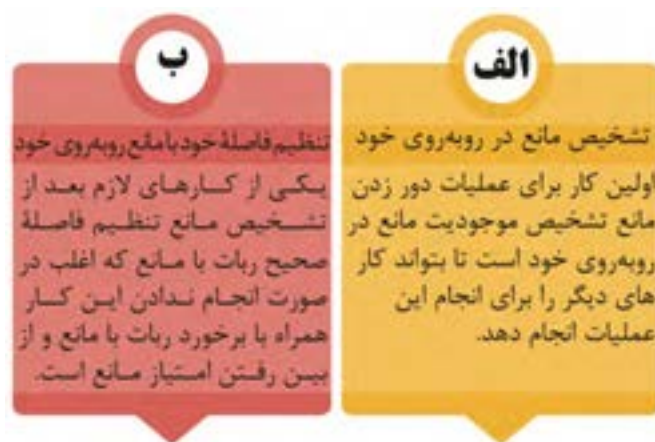 الف
تشخیص مانع در روبه‌روی خود
اولین کار برای عملیات دور زدن
مانع تشخیص موجودیت مانع در
روبه‌روی خود است تا بتواند کار
های دیگر را برای انجام این
عملیات انجام دهد.
ب
تنظیم فاصلهٔ خود با مانع روبه‌روی خود
یکی از کارهای لازم بعد از
تشخیص مانع تنظیم فاصلهٔ
صحیح ربات با مانع که اغلب در
صورت انجام ندادن این کار
همراه با برخورد ربات با مانع و از
بین رفتن امتیاز مانع است.